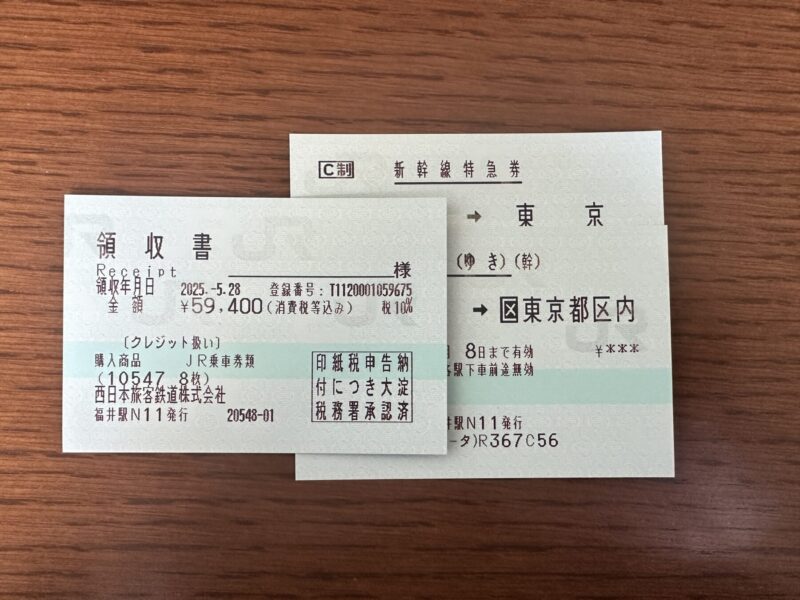 領収書
Receipt 様
領収年月日 2025.-5.28 登録番号:T1120001059675
金額 ¥59,400(消費税等込み) 税10%
〔クレジット扱い〕
購入商品 JR乗車券類
(10547 8枚)
西日本旅客鉄道株式会社
福井駅N11発行 20548-01
印紙税申告納
付につき大淀
税務署承認済
C制 新幹線特急券
→ 東京
(ゆき)(幹)
→ 区東京都区内
8日まで有効 ¥***
各駅下車前途無効
井駅N11発行
ータ)R367C56